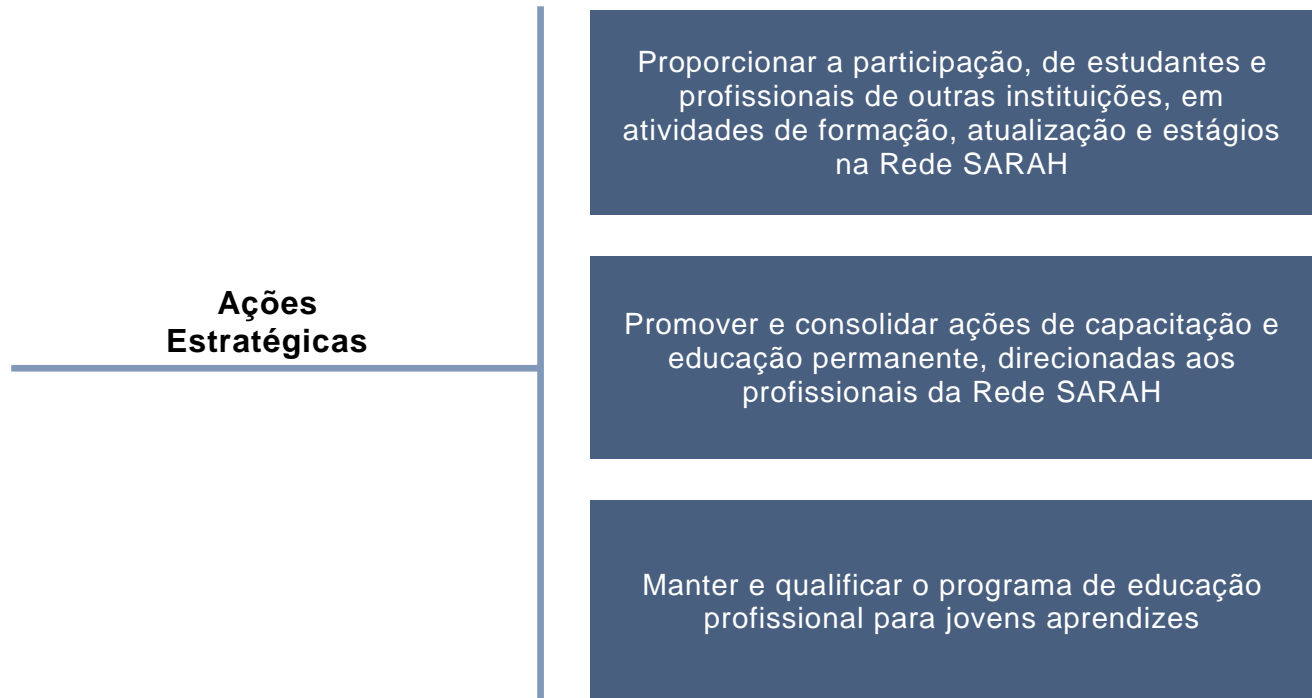 Ações
Estratégicas
Proporcionar a participação, de estudantes e
profissionais de outras instituições, em
atividades de formação, atualização e estágios
na Rede SARAH
Promover e consolidar ações de capacitação e
educação permanente, direcionadas aos
profissionais da Rede SARAH
Manter e qualificar o programa de educação
profissional para jovens aprendizes